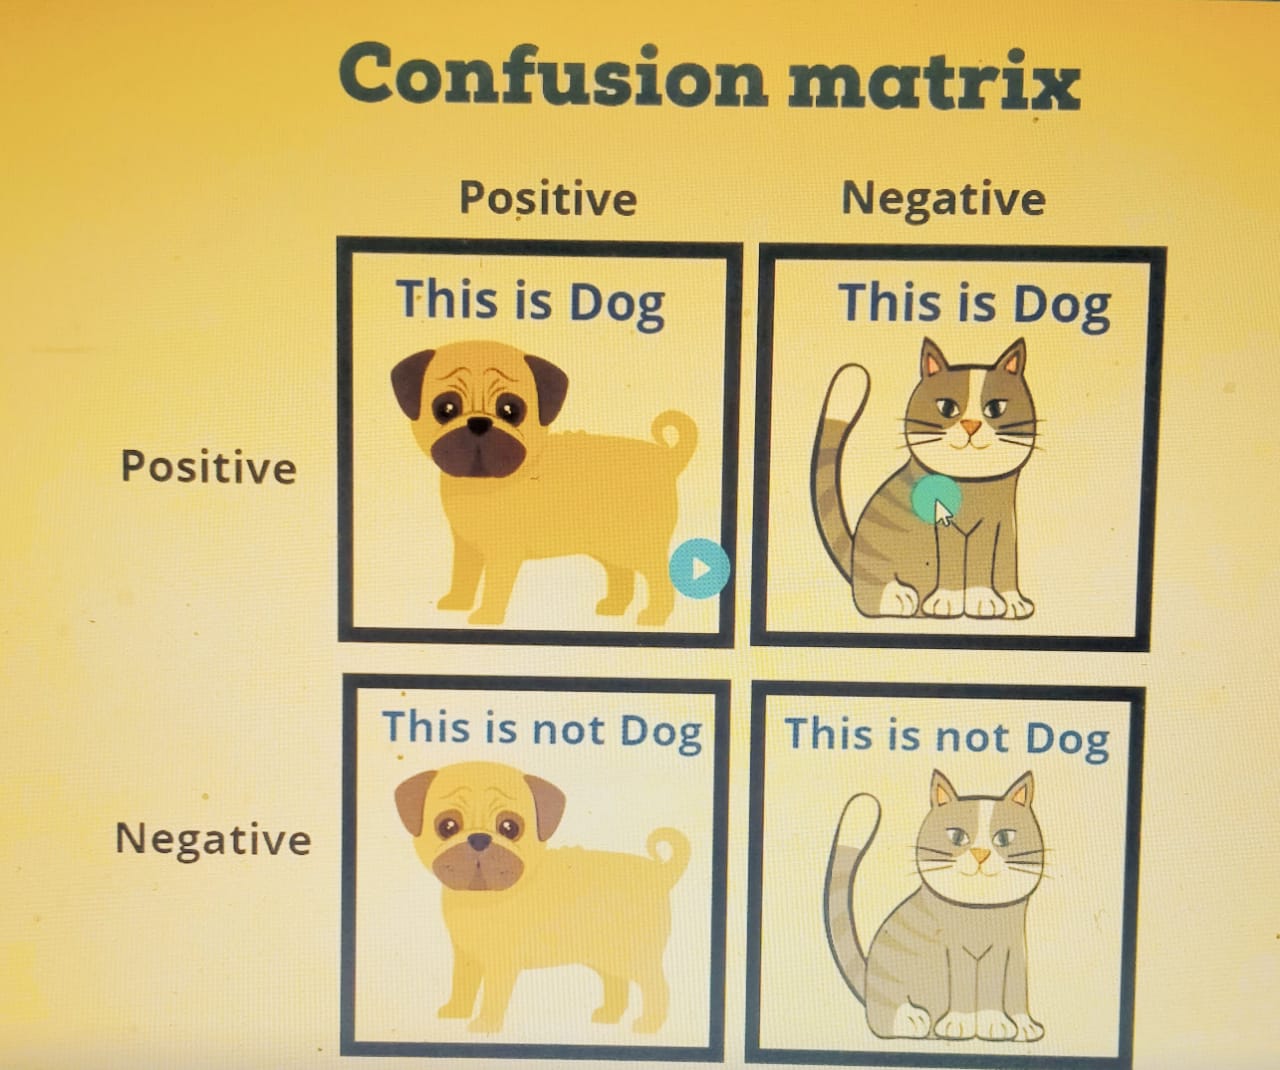 Confusion matrix
Positive Negative
This is Dog This is Dog
Positive
This is not Dog This is not Dog
Negative